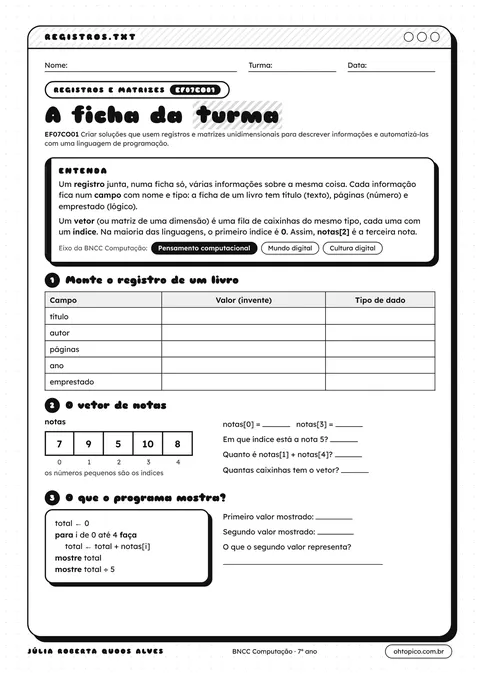 REGISTROS.TXT
Nome:
Turma:
Data:
REGISTROS E MATRIZES EF07CO01
A ficha da turma
EF07CO01 Criar soluções que usem registros e matrizes unidimensionais para descrever informações e automatizá-las
com uma linguagem de programação.
ENTENDA
Um registro junta, numa ficha só, várias informações sobre a mesma coisa. Cada informação
fica num campo com nome e tipo: a ficha de um livro tem título (texto), páginas (número) e
emprestado (lógico).
Um vetor (ou matriz de uma dimensão) é uma fila de caixinhas do mesmo tipo, cada uma com
um índice. Na maioria das linguagens, o primeiro índice é 0. Assim, notas[2] é a terceira nota.
Eixo da BNCC Computação: Pensamento computacional Mundo digital Cultura digital
1 Monte o registro de um livro
Campo Valor (invente) Tipo de dado
título
autor
páginas
ano
emprestado
2 O vetor de notas
notas
7 9 5 10 8
0 1 2 3 4
os números pequenos são os índices
notas[0] = ______ notas[3] = ______
Em que índice está a nota 5? ______
Quanto é notas[1] + notas[4]? ______
Quantas caixinhas tem o vetor? ______
3 O que o programa mostra?
total ← 0
para i de 0 até 4 faça
total ← total + notas[i]
mostre total
mostre total ÷ 5
Primeiro valor mostrado: ______
Segundo valor mostrado: ______
O que o segundo valor representa?
JÚLIA ROBERTA QUOOS ALVES
BNCC Computação · 7º ano
ohtopico.com.br